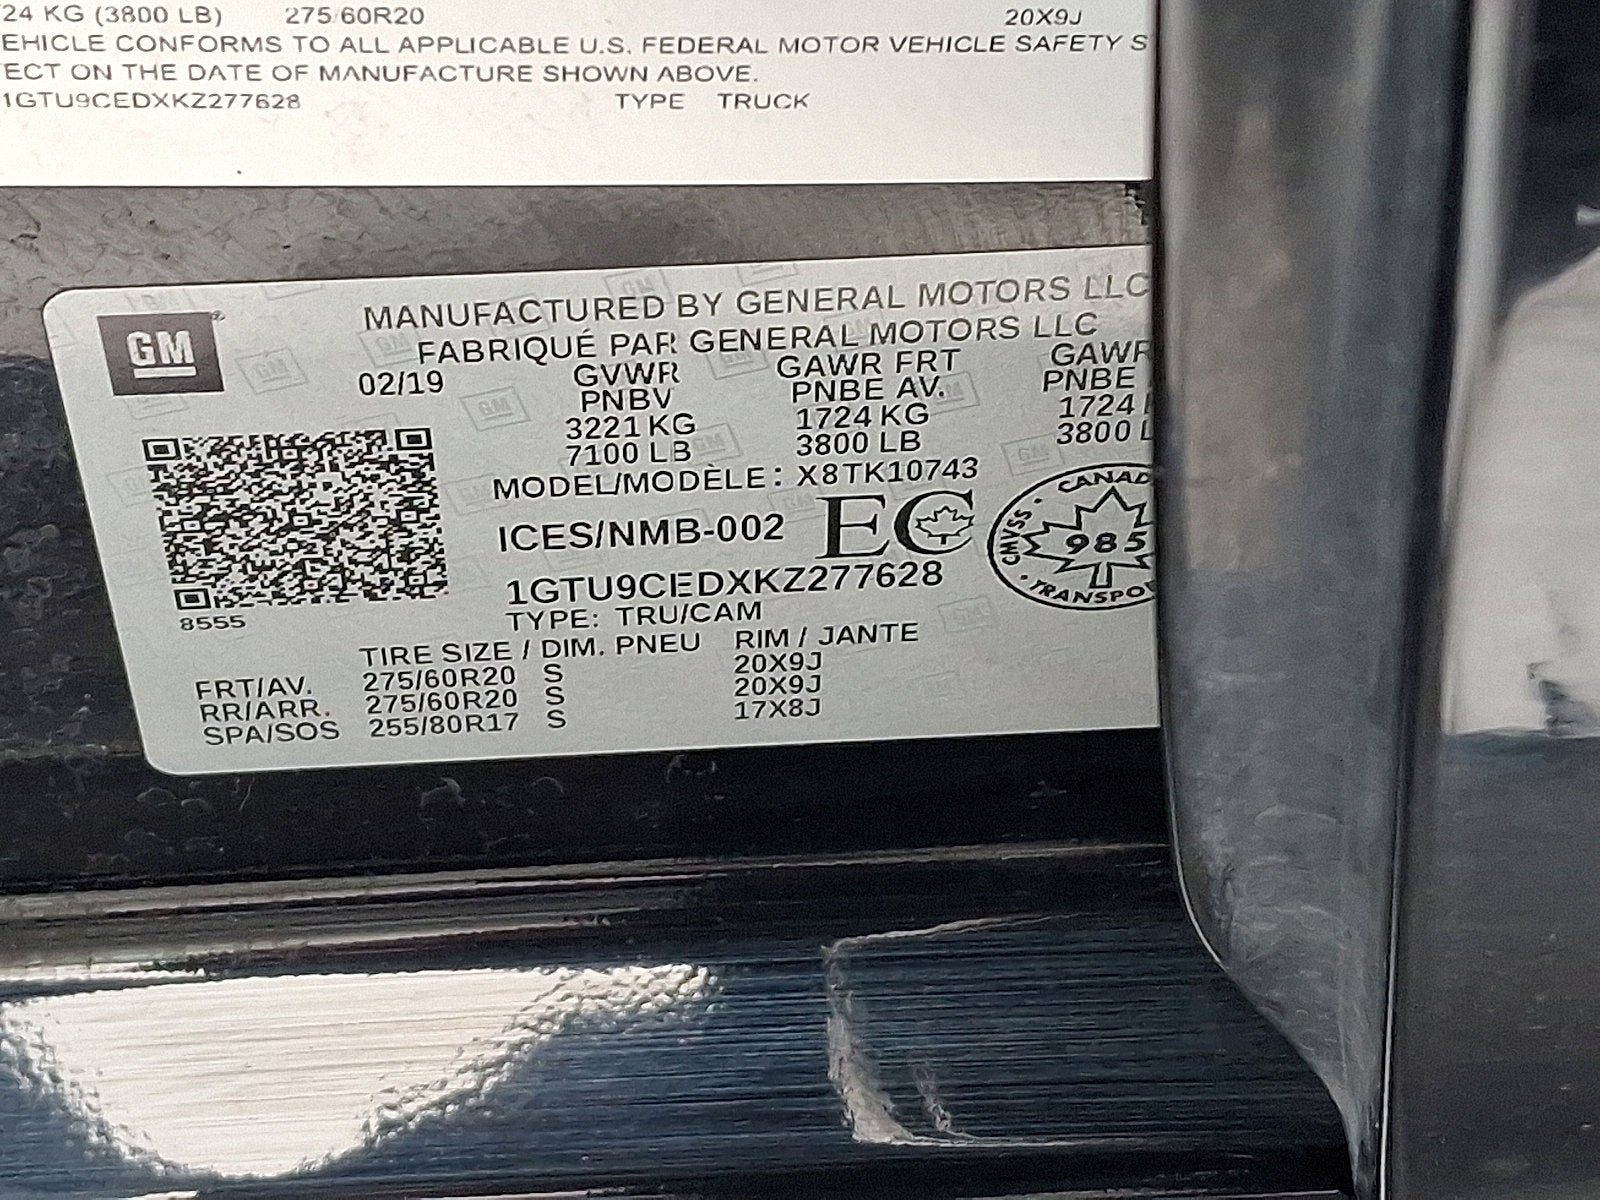 24 KG (3800 LB) 275/60R20 20X9J
EHICLE CONFORMS TO ALL APPLICABLE U.S. FEDERAL MOTOR VEHICLE SAFETY S
ECT ON THE DATE OF MANUFACTURE SHOWN ABOVE.
1GTU9CEDXKZ277628 TYPE TRUCK
GM
MANUFACTURED BY GENERAL MOTORS LLC
FABRIQUÉ PAR GENERAL MOTORS LLC
02/19 GVWR GAWR FRT GAWR
PNBV PNBE AV. PNBE
3221 KG 1724 KG 1724
7100 LB 3800 LB 3800 L
MODEL/MODÈLE: X8TK10743
ICES/NMB-002 EC
CANAD
CMVSS 985
TRANSPO
1GTU9CEDXKZ277628
8555 TYPE: TRU/CAM
TIRE SIZE / DIM. PNEU RIM / JANTE
FRT/AV. 275/60R20 S 20X9J
RR/ARR. 275/60R20 S 20X9J
SPA/SOS 255/80R17 S 17X8J